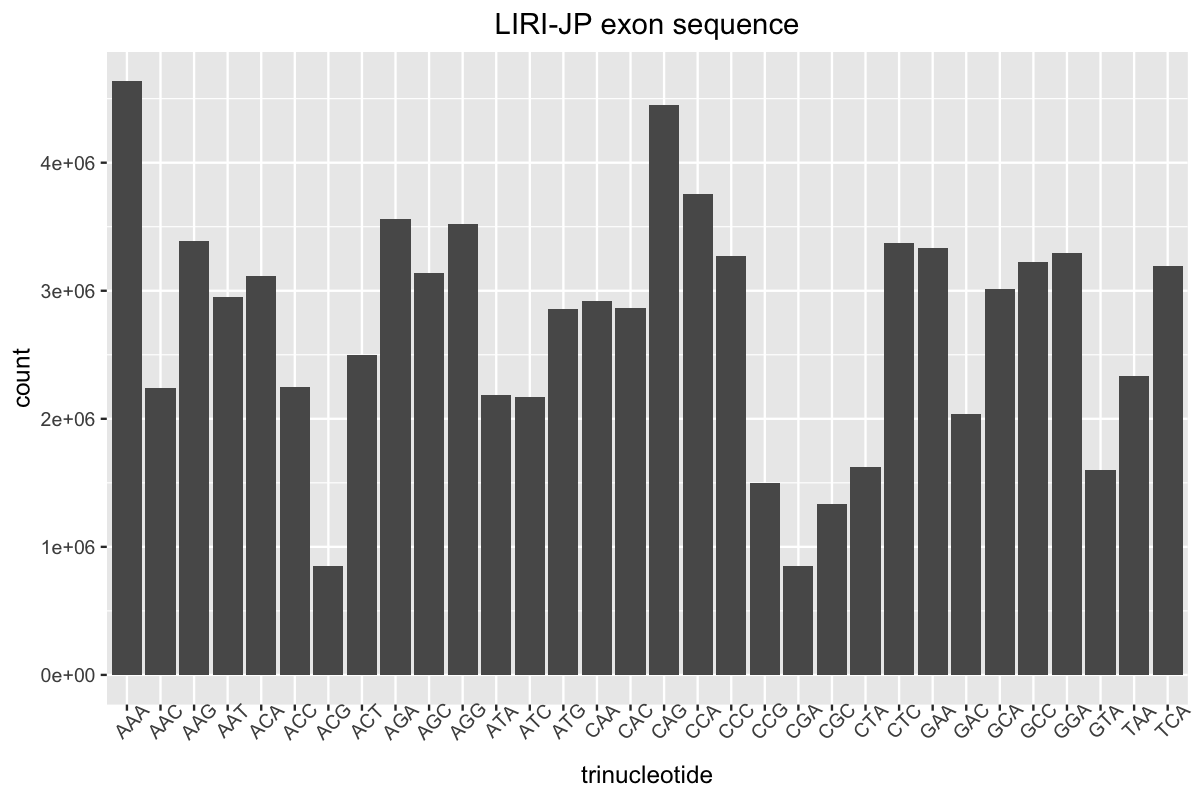 LIRI-JP exon sequence
count
4e+06
3e+06
2e+06
1e+06
0e+00
AAA AAC AAG AAT ACA ACC ACG ACT AGA AGC AGG ATA ATC ATG CAA CAC CAG CCA CCC CCG CGA CGC CTA CTC GAA GAC GCA GCC GGA GTA TAA TCA
trinucleotide